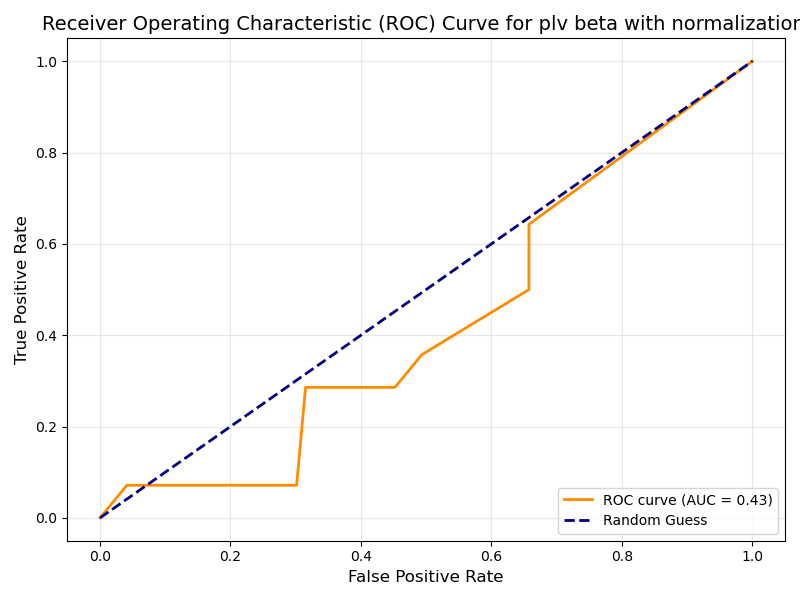 Receiver Operating Characteristic (ROC) Curve for plv beta with normalization
True Positive Rate
1.0
0.8
0.6
0.4
0.2
0.0
0.0 0.2 0.4 0.6 0.8 1.0
False Positive Rate
ROC curve (AUC = 0.43)
Random Guess